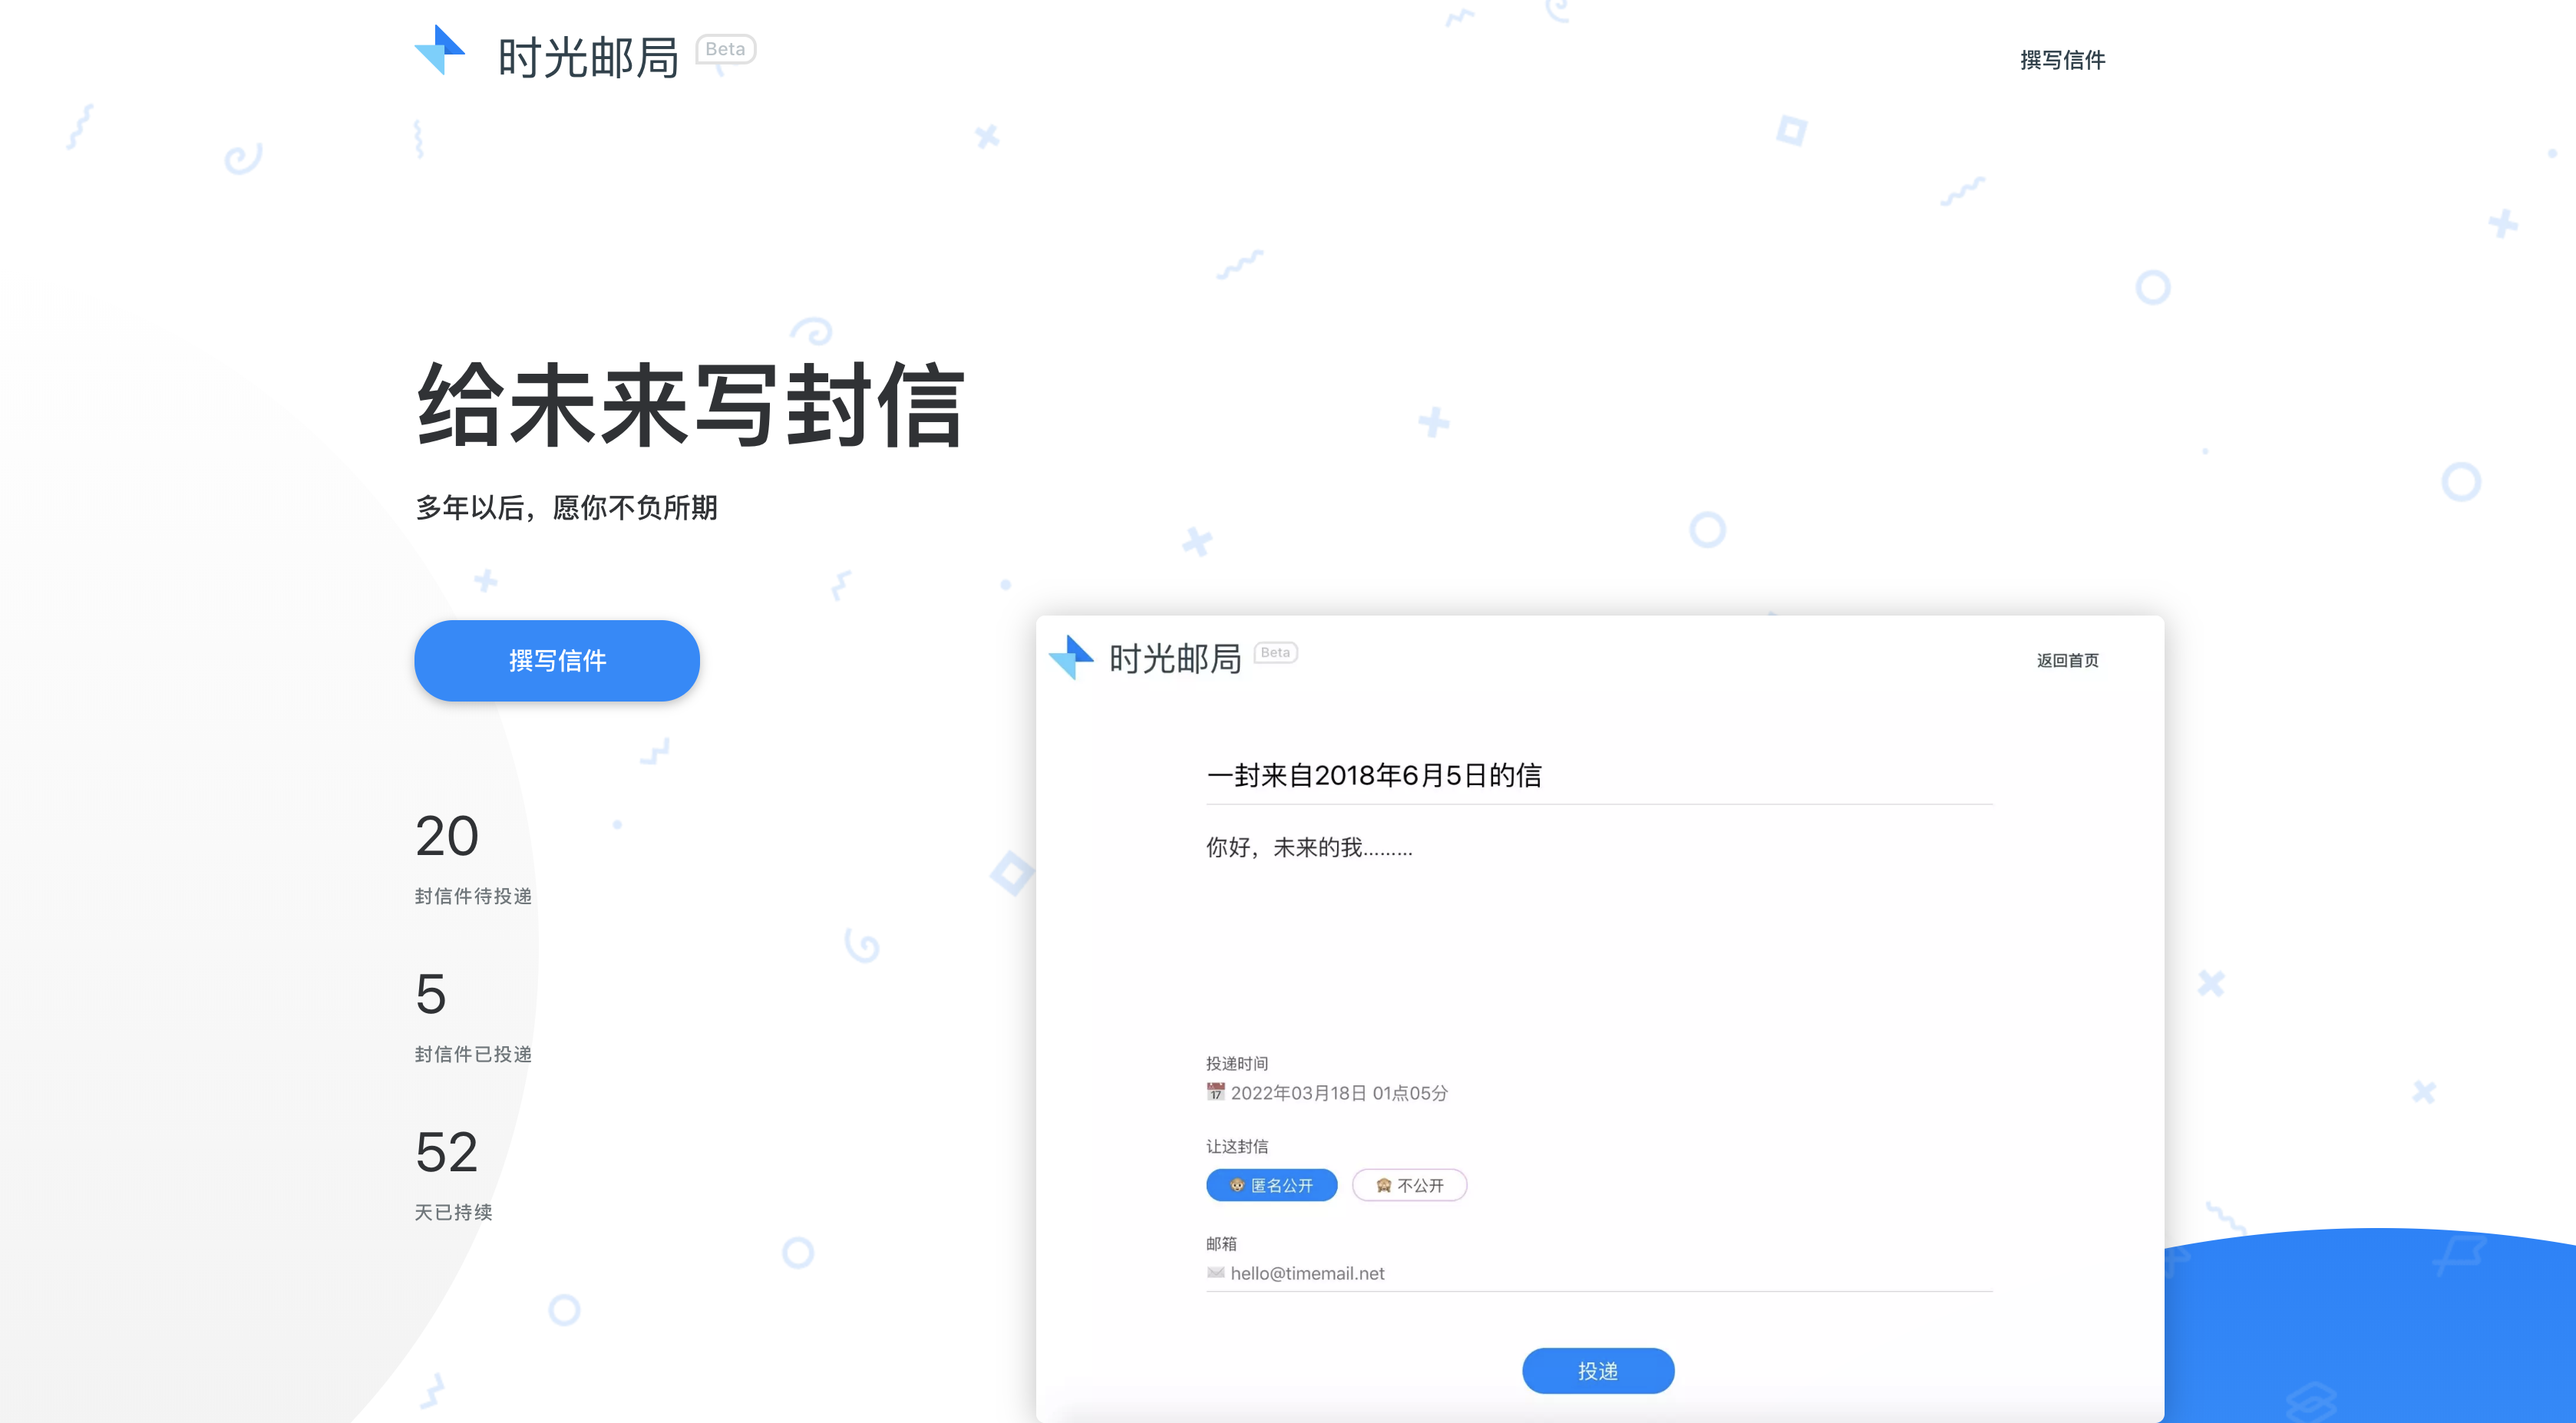 时光邮局 Beta
撰写信件
给未来写封信
多年以后，愿你不负所期
撰写信件
20
封信件待投递
5
封信件已投递
52
天已持续
时光邮局 Beta
返回首页
一封来自2018年6月5日的信
你好，未来的我………
投递时间
📅 2022年03月18日 01点05分
让这封信
🐵 匿名公开
🙈 不公开
邮箱
✉️ hello@timemail.net
投递